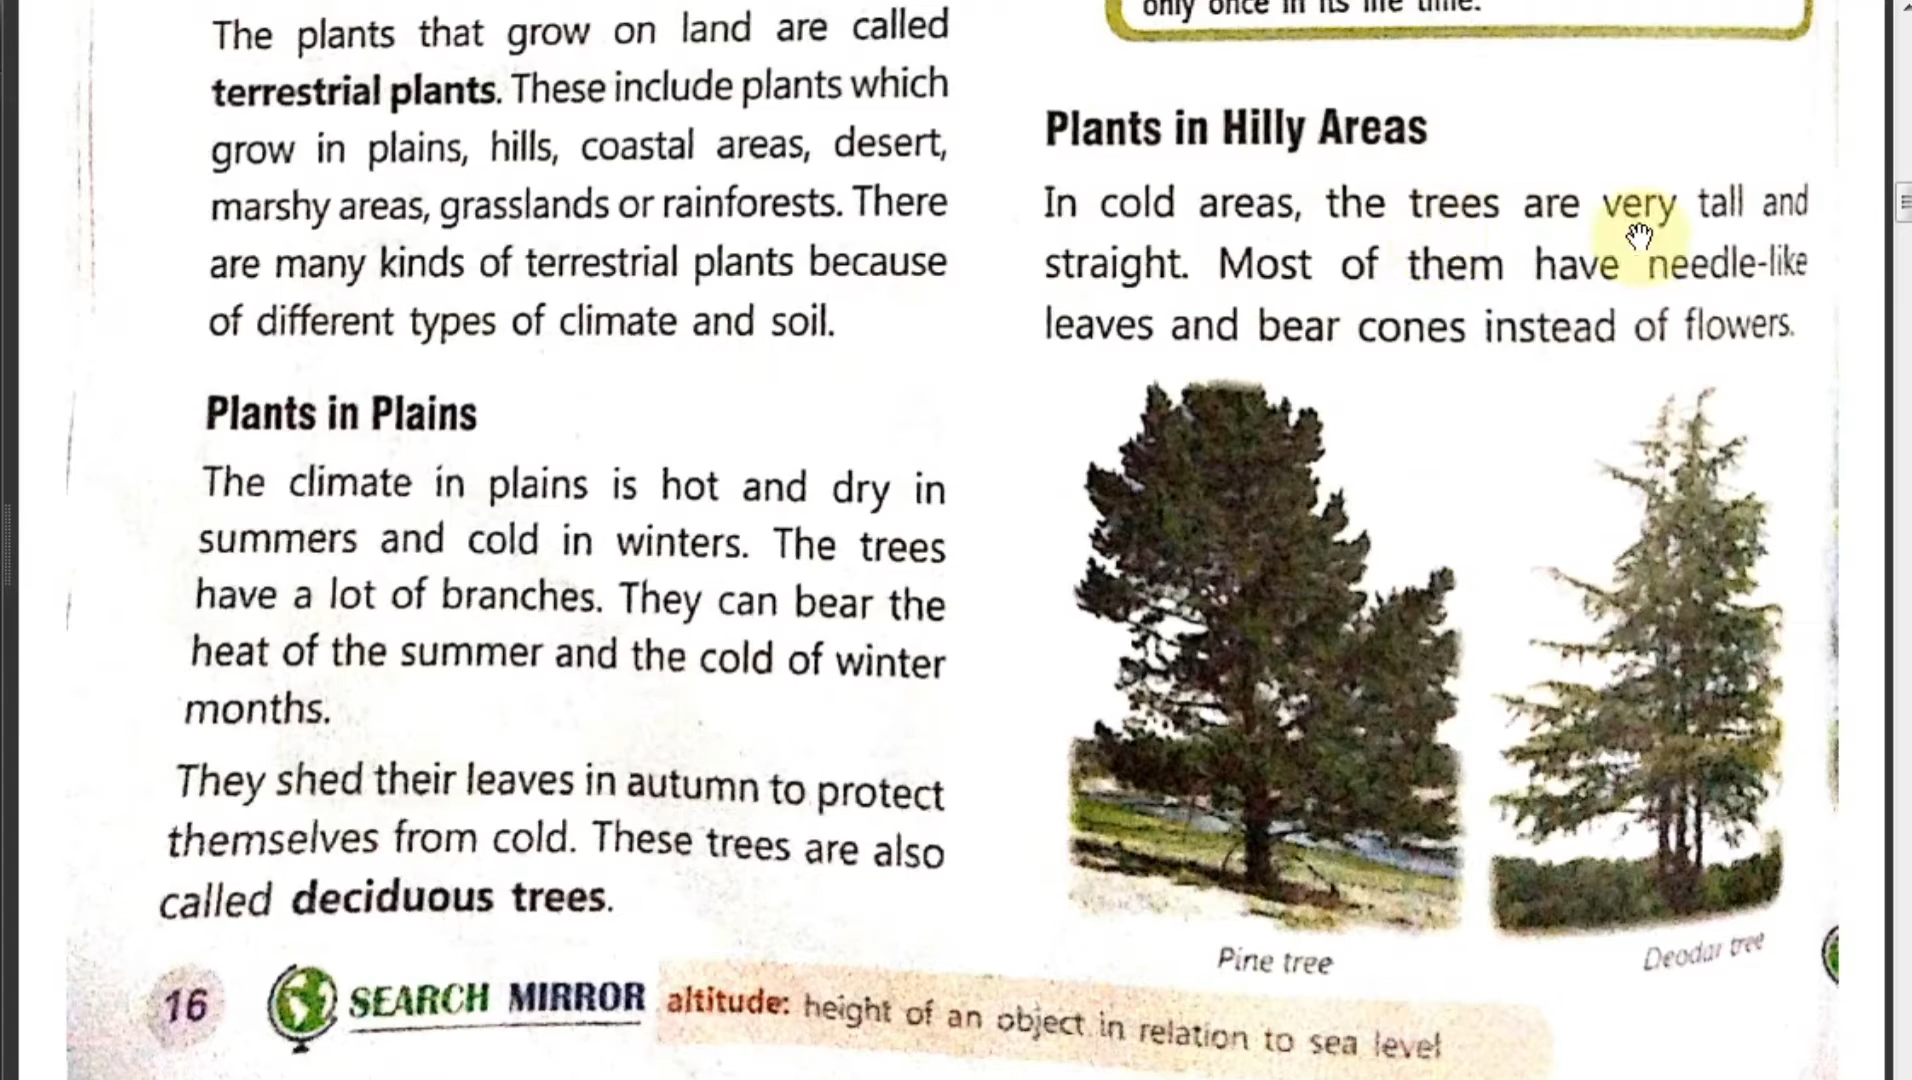 The plants that grow on land are called
terrestrial plants. These include plants which
grow in plains, hills, coastal areas, desert,
marshy areas, grasslands or rainforests. There
are many kinds of terrestrial plants because
of different types of climate and soil.
Plants in Plains
The climate in plains is hot and dry in
summers and cold in winters. The trees
have a lot of branches. They can bear the
heat of the summer and the cold of winter
months.
They shed their leaves in autumn to protect
themselves from cold. These trees are also
called deciduous trees.
only once in its life time.
Plants in Hilly Areas
In cold areas, the trees are very tall and
straight. Most of them have needle-like
leaves and bear cones instead of flowers.
Pine tree
Deodar tree
16
SEARCH MIRROR
altitude: height of an object in relation to sea level